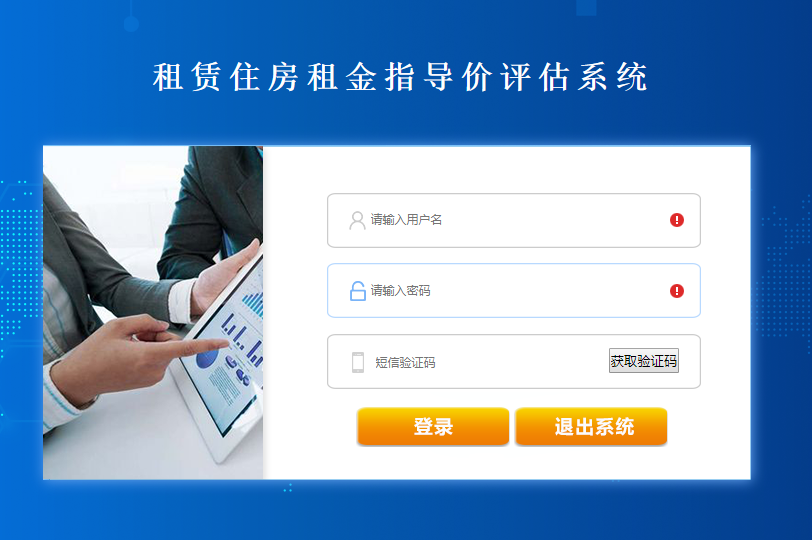 租赁住房租金指导价评估系统
请输入用户名
请输入密码
短信验证码 获取验证码
登录 退出系统